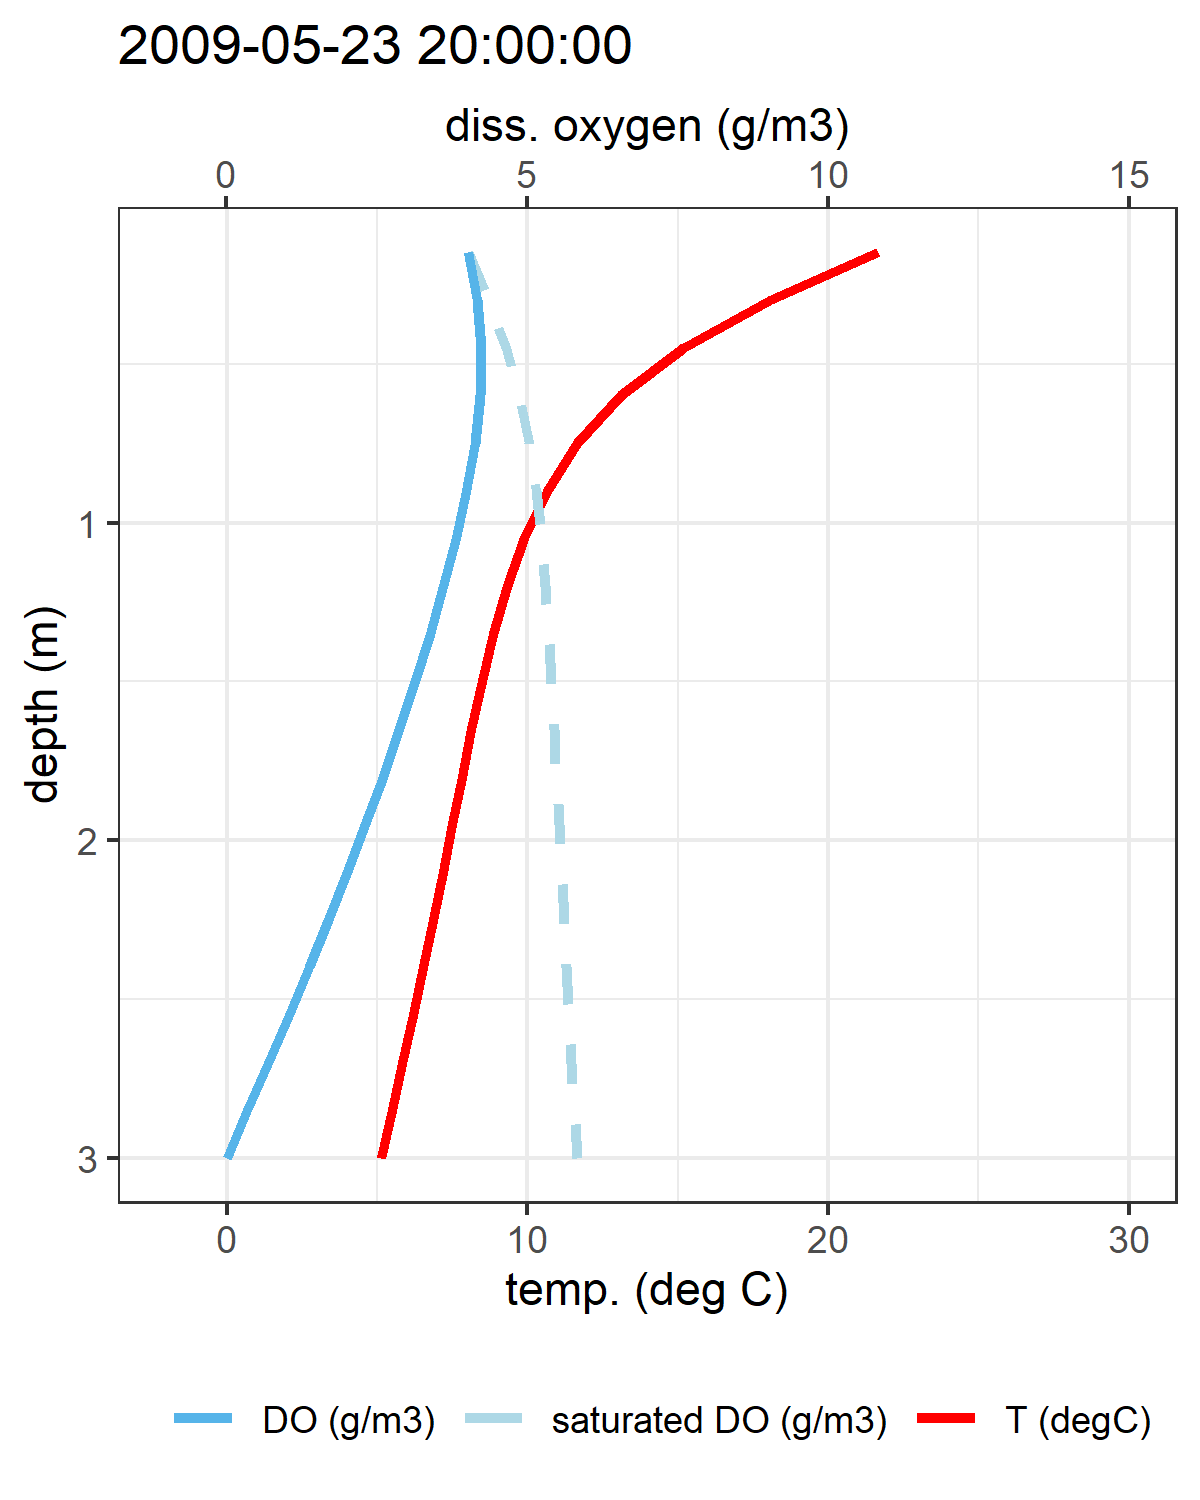 2009-05-23 20:00:00
diss. oxygen (g/m3)
0 5 10 15
depth (m)
1
2
3
0 10 20 30
temp. (deg C)
DO (g/m3) saturated DO (g/m3) T (degC)